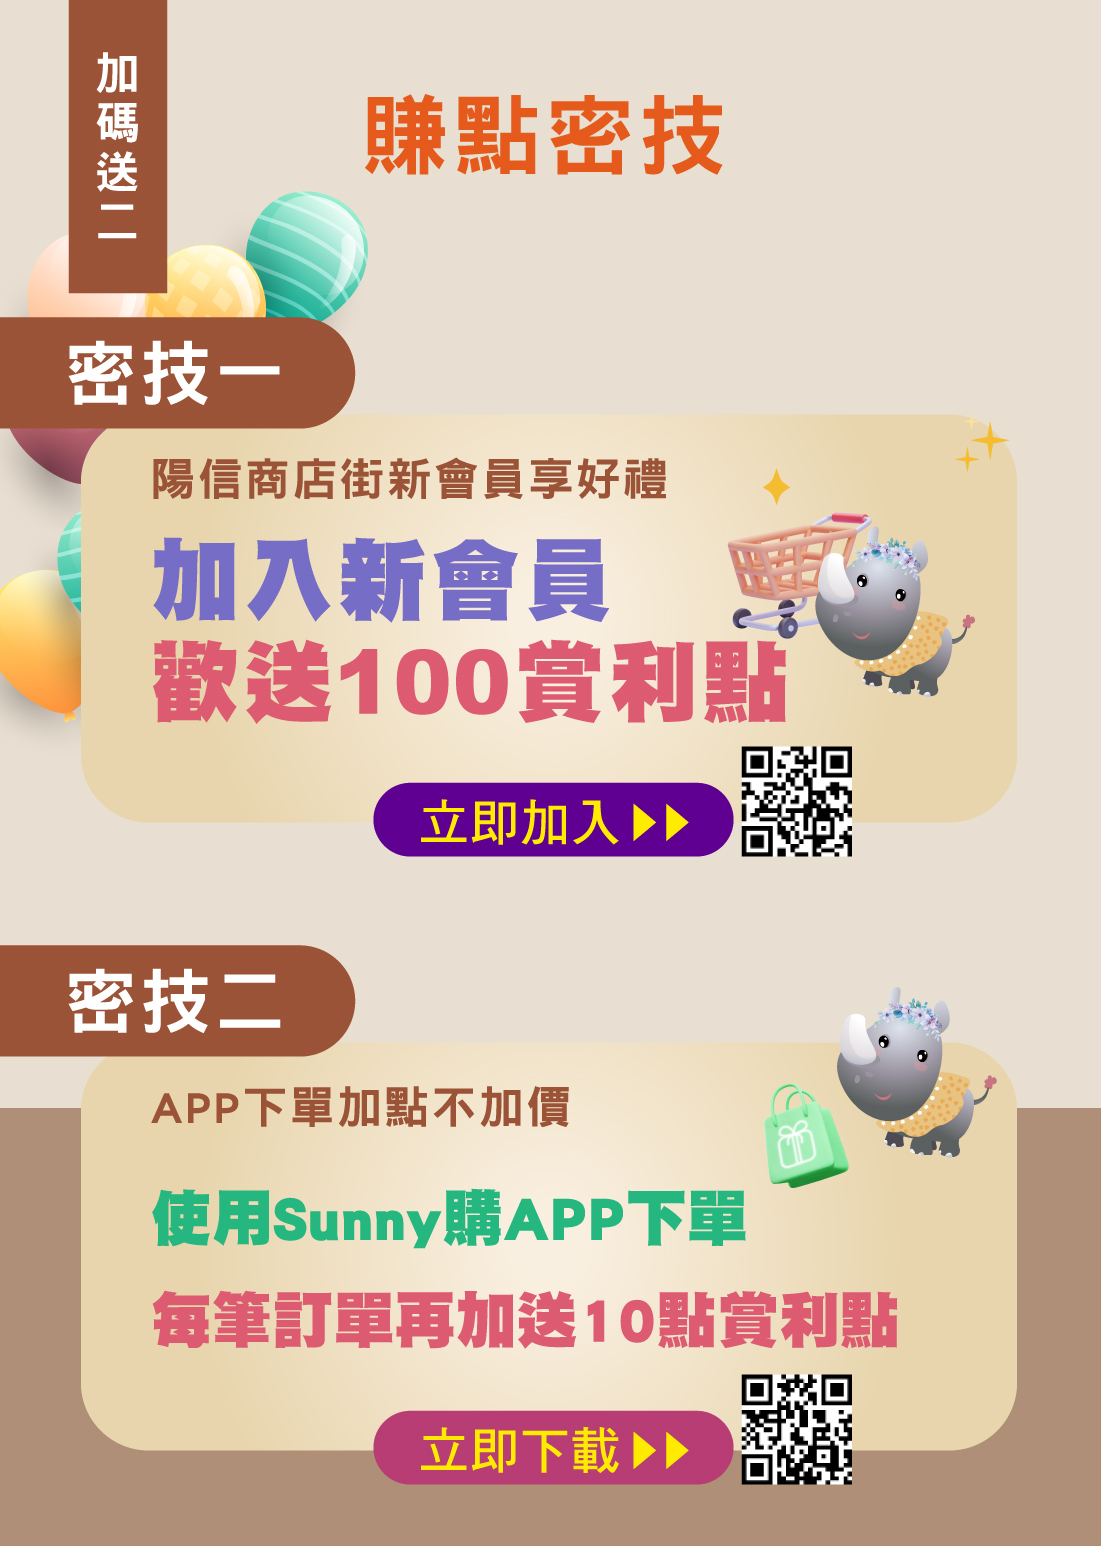 加碼送二
賺點密技
密技一
陽信商店街新會員享好禮
加入新會員
歡送100賞利點
立即加入
密技二
APP下單加點不加價
使用Sunny購APP下單
每筆訂單再加送10點賞利點
立即下載